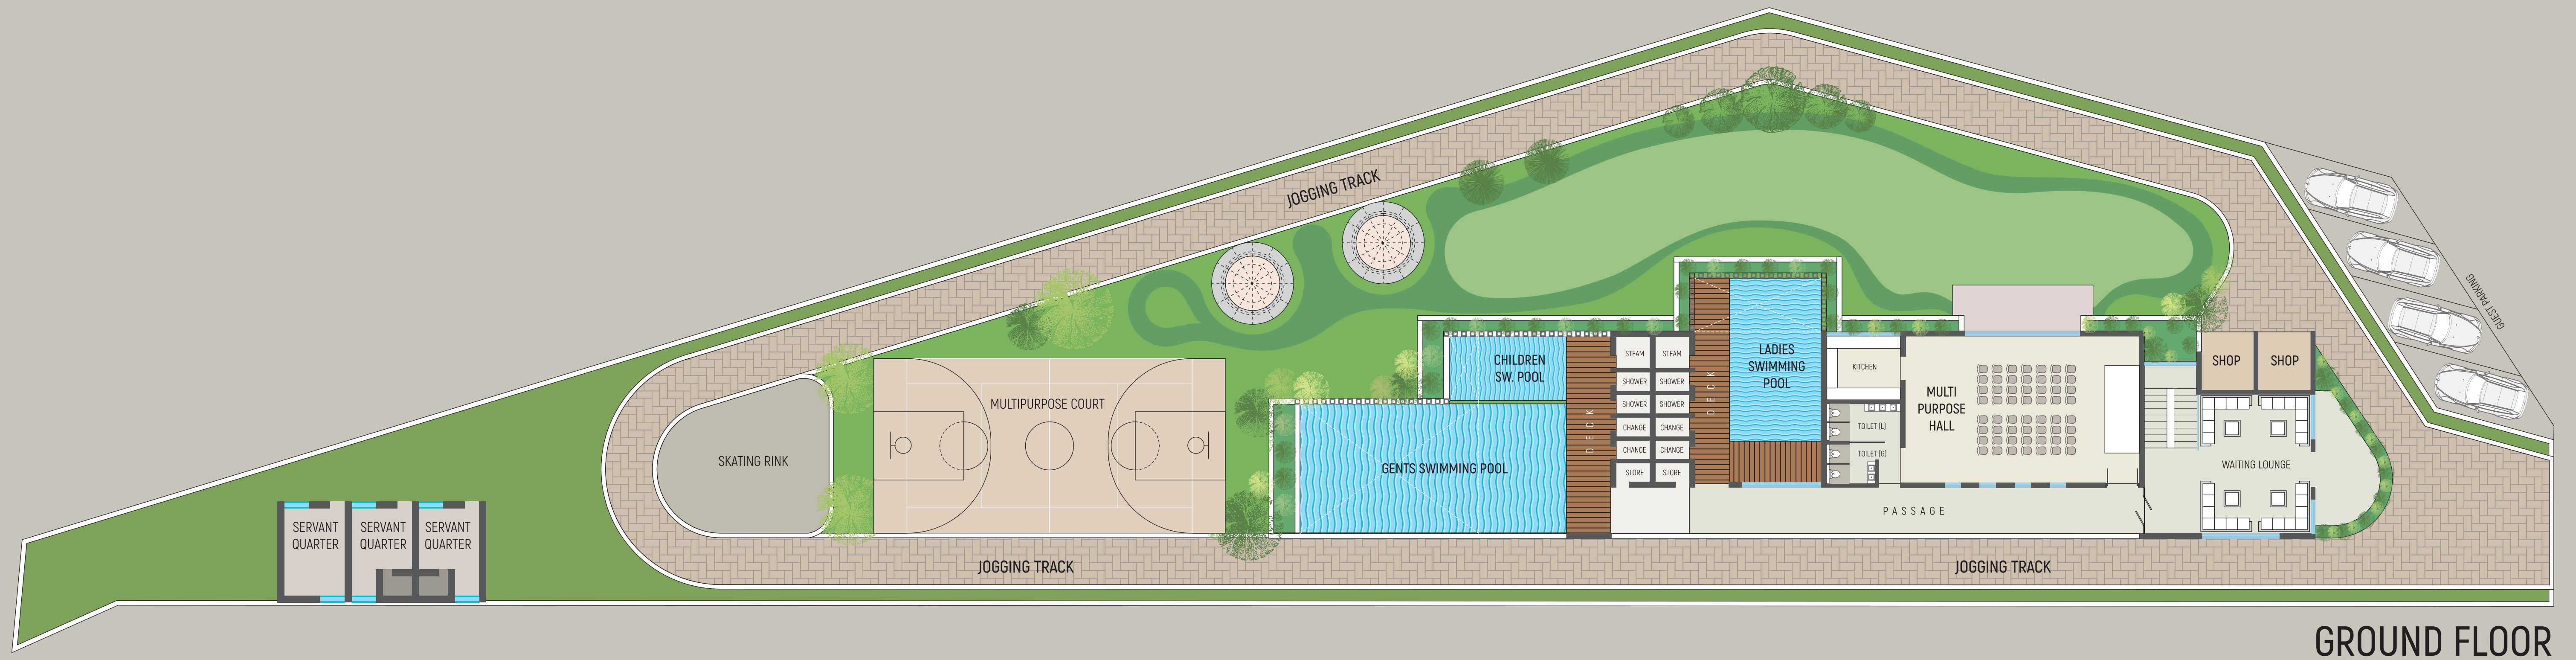 JOGGING TRACK
GUEST PARKING
CHILDREN
SW. POOL
STEAM
STEAM
SHOWER
SHOWER
SHOWER
SHOWER
CHANGE
CHANGE
CHANGE
CHANGE
STORE
STORE
DECK
DECK
LADIES
SWIMMING
POOL
KITCHEN
TOILET (L)
TOILET (G)
MULTI
PURPOSE
HALL
SHOP
SHOP
WAITING LOUNGE
PASSAGE
MULTIPURPOSE COURT
SKATING RINK
GENTS SWIMMING POOL
SERVANT
QUARTER
SERVANT
QUARTER
SERVANT
QUARTER
JOGGING TRACK
JOGGING TRACK
GROUND FLOOR